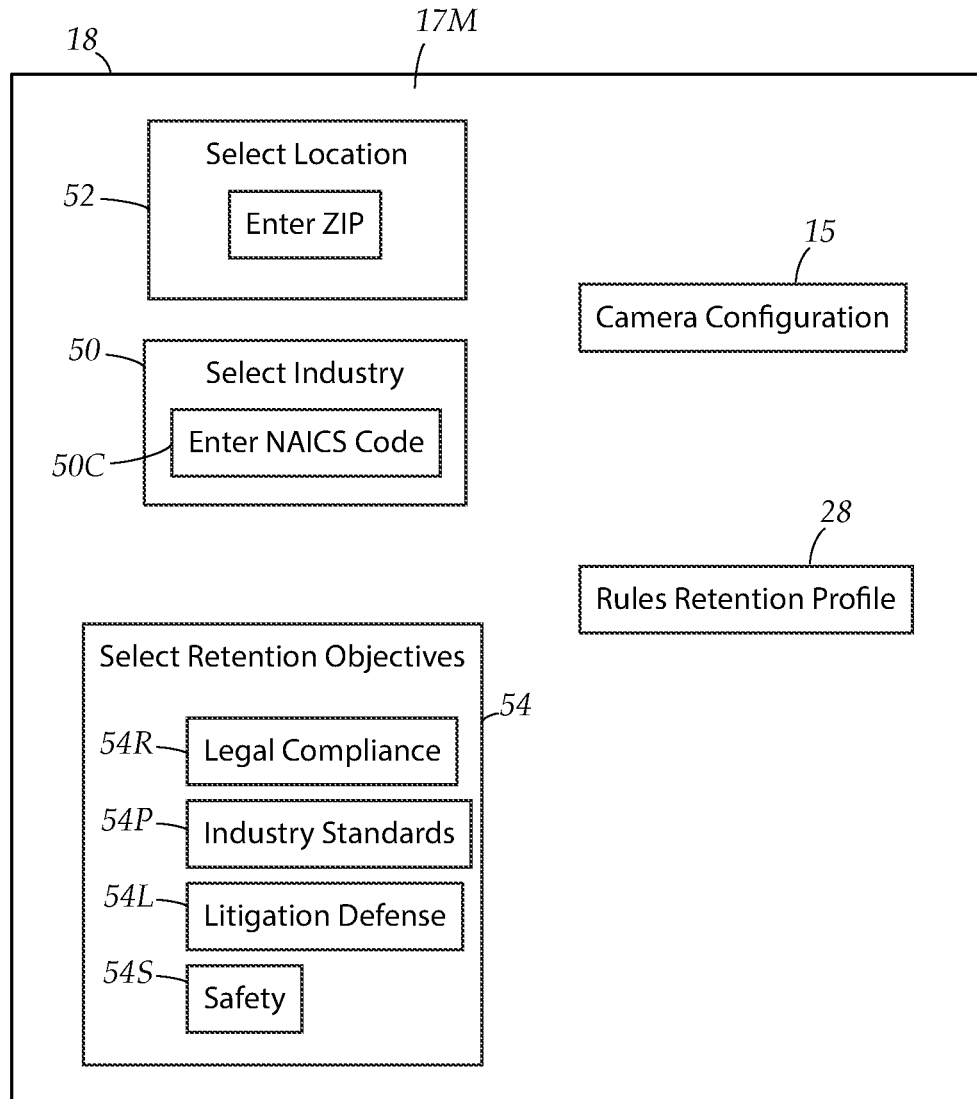 17M
18
Select Location
52
Enter ZIP
15
Camera Configuration
50
Select Industry
Enter NAICS Code
50C
28
Rules Retention Profile
Select Retention Objectives
54
54R
Legal Compliance
54P
Industry Standards
54L
Litigation Defense
54S
Safety